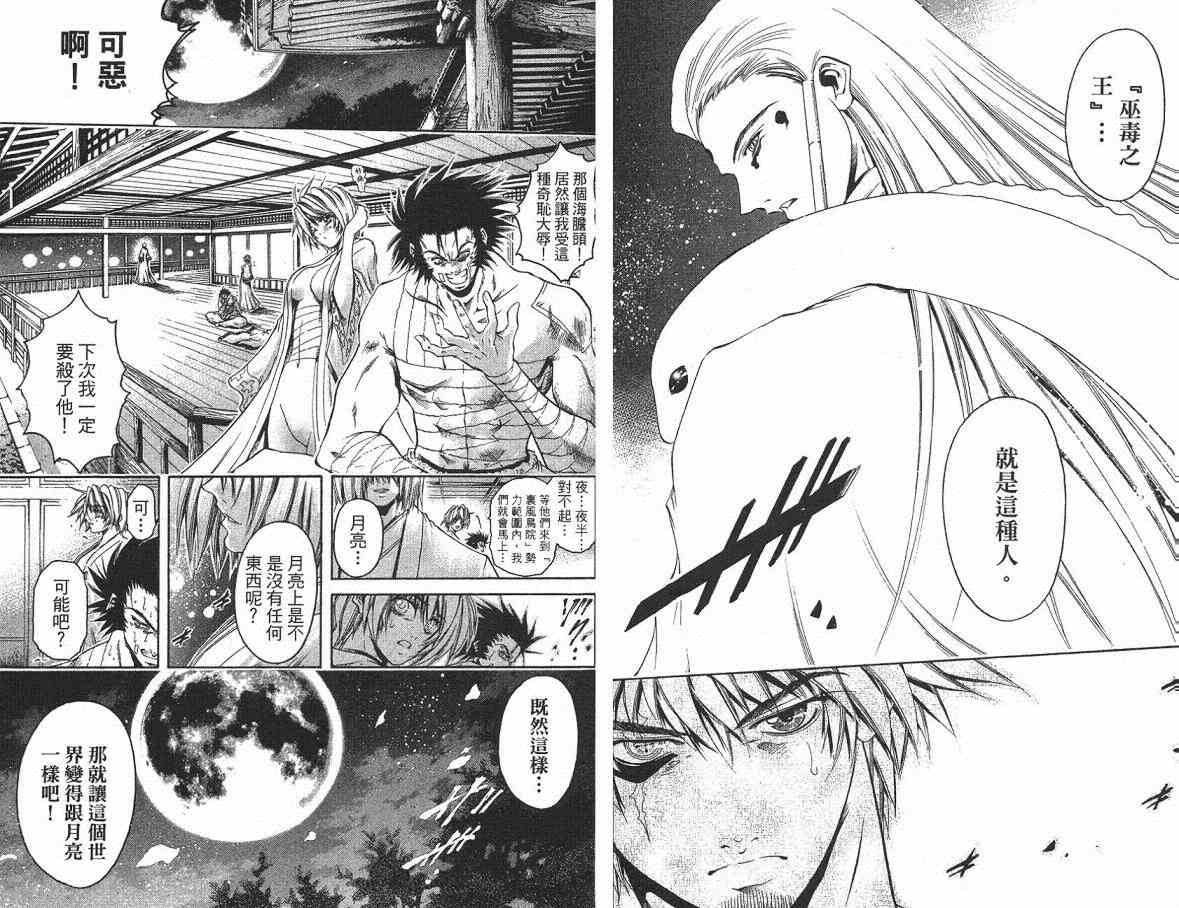 『巫毒之
王』…
就是這種人。
可惡
啊！
那個海膽頭！
居然讓我受這
種奇恥大辱！
下次我一定
要殺了他！
夜…夜半…
對不起…
等他們來到『
裏風鳥院』勢
力範圍內，我
們就會馬上…
月亮…
月亮上是不
是沒有任何
東西呢？
可…
可能吧？
既然這樣…
那就讓這個世
界變得跟月亮
一樣吧！